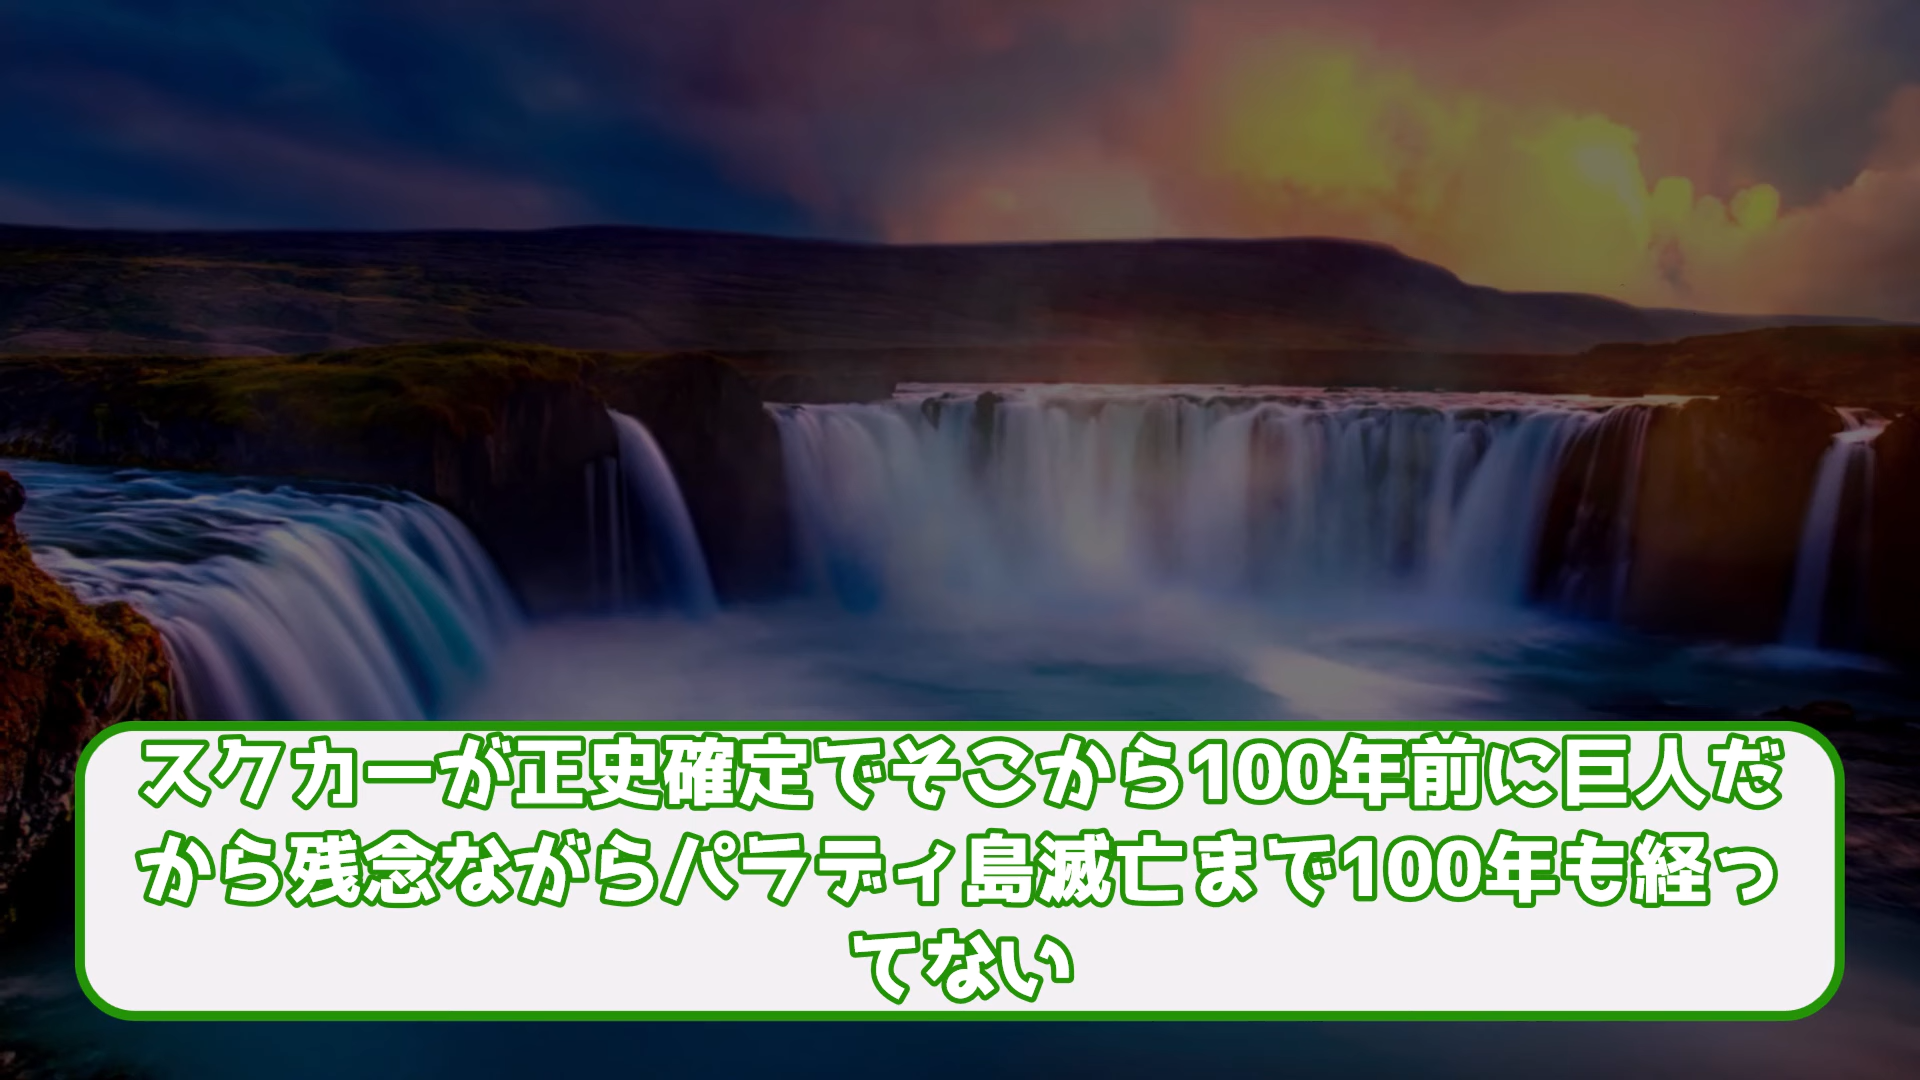 スクカーが正史確定でそこから100年前に巨人だ
から残念ながらパラディ島滅亡まで100年も経っ
てない